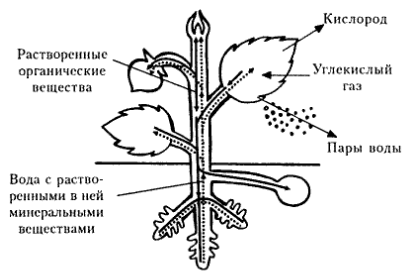 Кислород
Растворенные
органические
вещества
Углекислый
газ
Пары воды
Вода с раство-
ренными в ней
минеральными
веществами